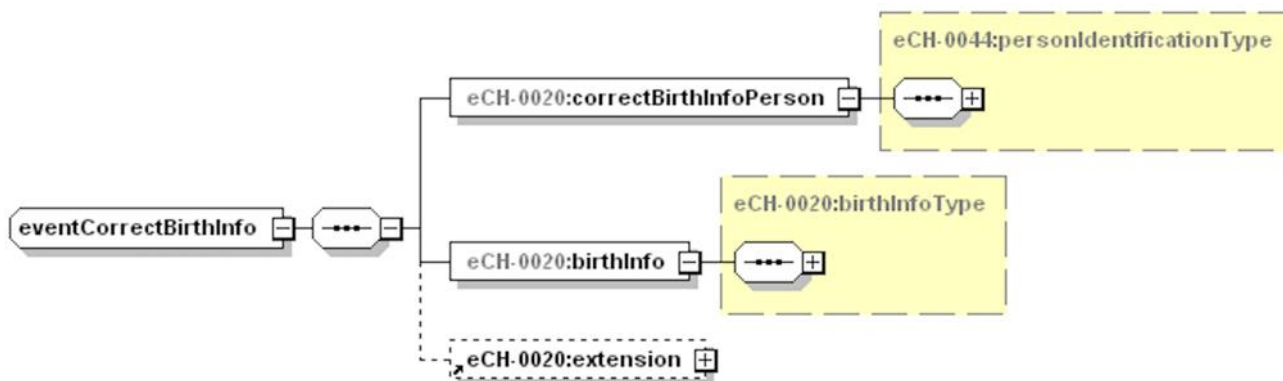 eCH-0044:personIdentificationType
eCH-0020:correctBirthInfoPerson
eventCorrectBirthInfo
eCH-0020:birthInfoType
eCH-0020:birthInfo
eCH-0020:extension